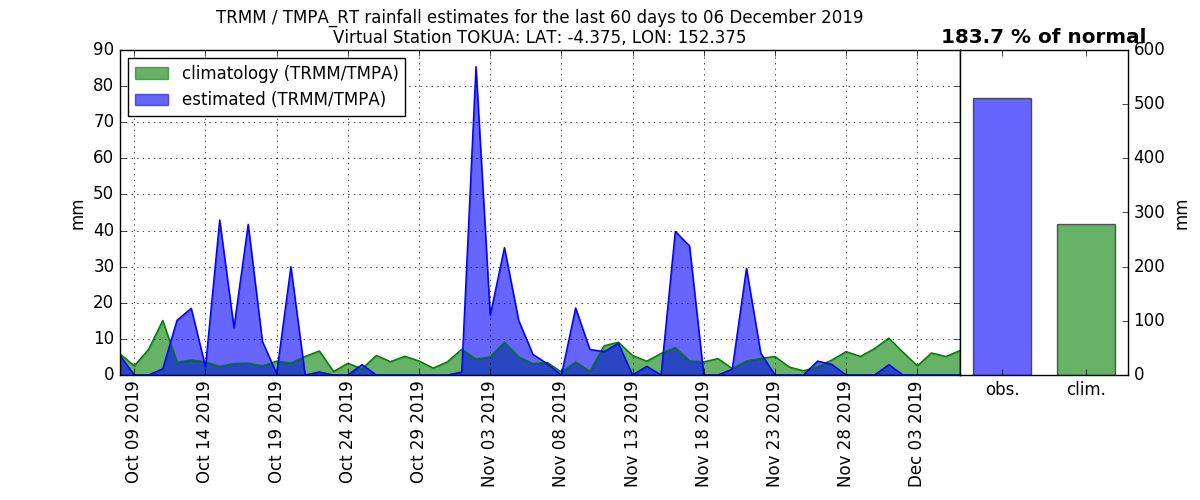 TRMM / TMPA_RT rainfall estimates for the last 60 days to 06 December 2019
Virtual Station TOKUA: LAT: -4.375, LON: 152.375
183.7 % of normal
climatology (TRMM/TMPA)
estimated (TRMM/TMPA)
mm
90
80
70
60
50
40
30
20
10
0
Oct 09 2019
Oct 14 2019
Oct 19 2019
Oct 24 2019
Oct 29 2019
Nov 03 2019
Nov 08 2019
Nov 13 2019
Nov 18 2019
Nov 23 2019
Nov 28 2019
Dec 03 2019
obs.
clim.
600
500
400
300
200
100
0
mm